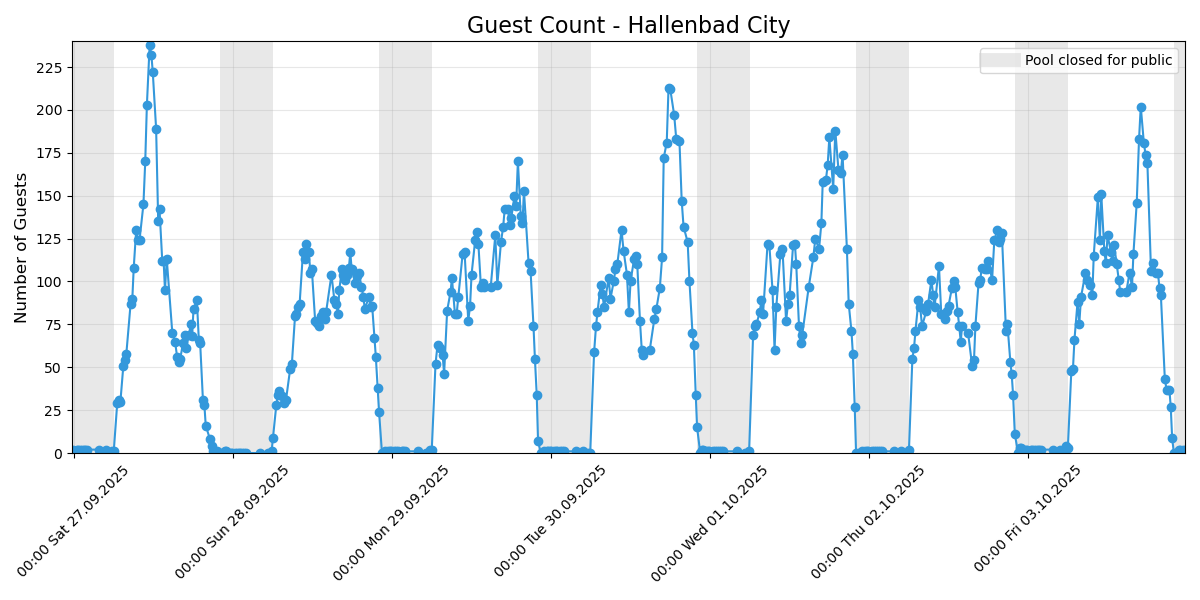 Guest Count - Hallenbad City
Pool closed for public
Number of Guests
225
200
175
150
125
100
75
50
25
0
00:00 Sat 27.09.2025
00:00 Sun 28.09.2025
00:00 Mon 29.09.2025
00:00 Tue 30.09.2025
00:00 Wed 01.10.2025
00:00 Thu 02.10.2025
00:00 Fri 03.10.2025